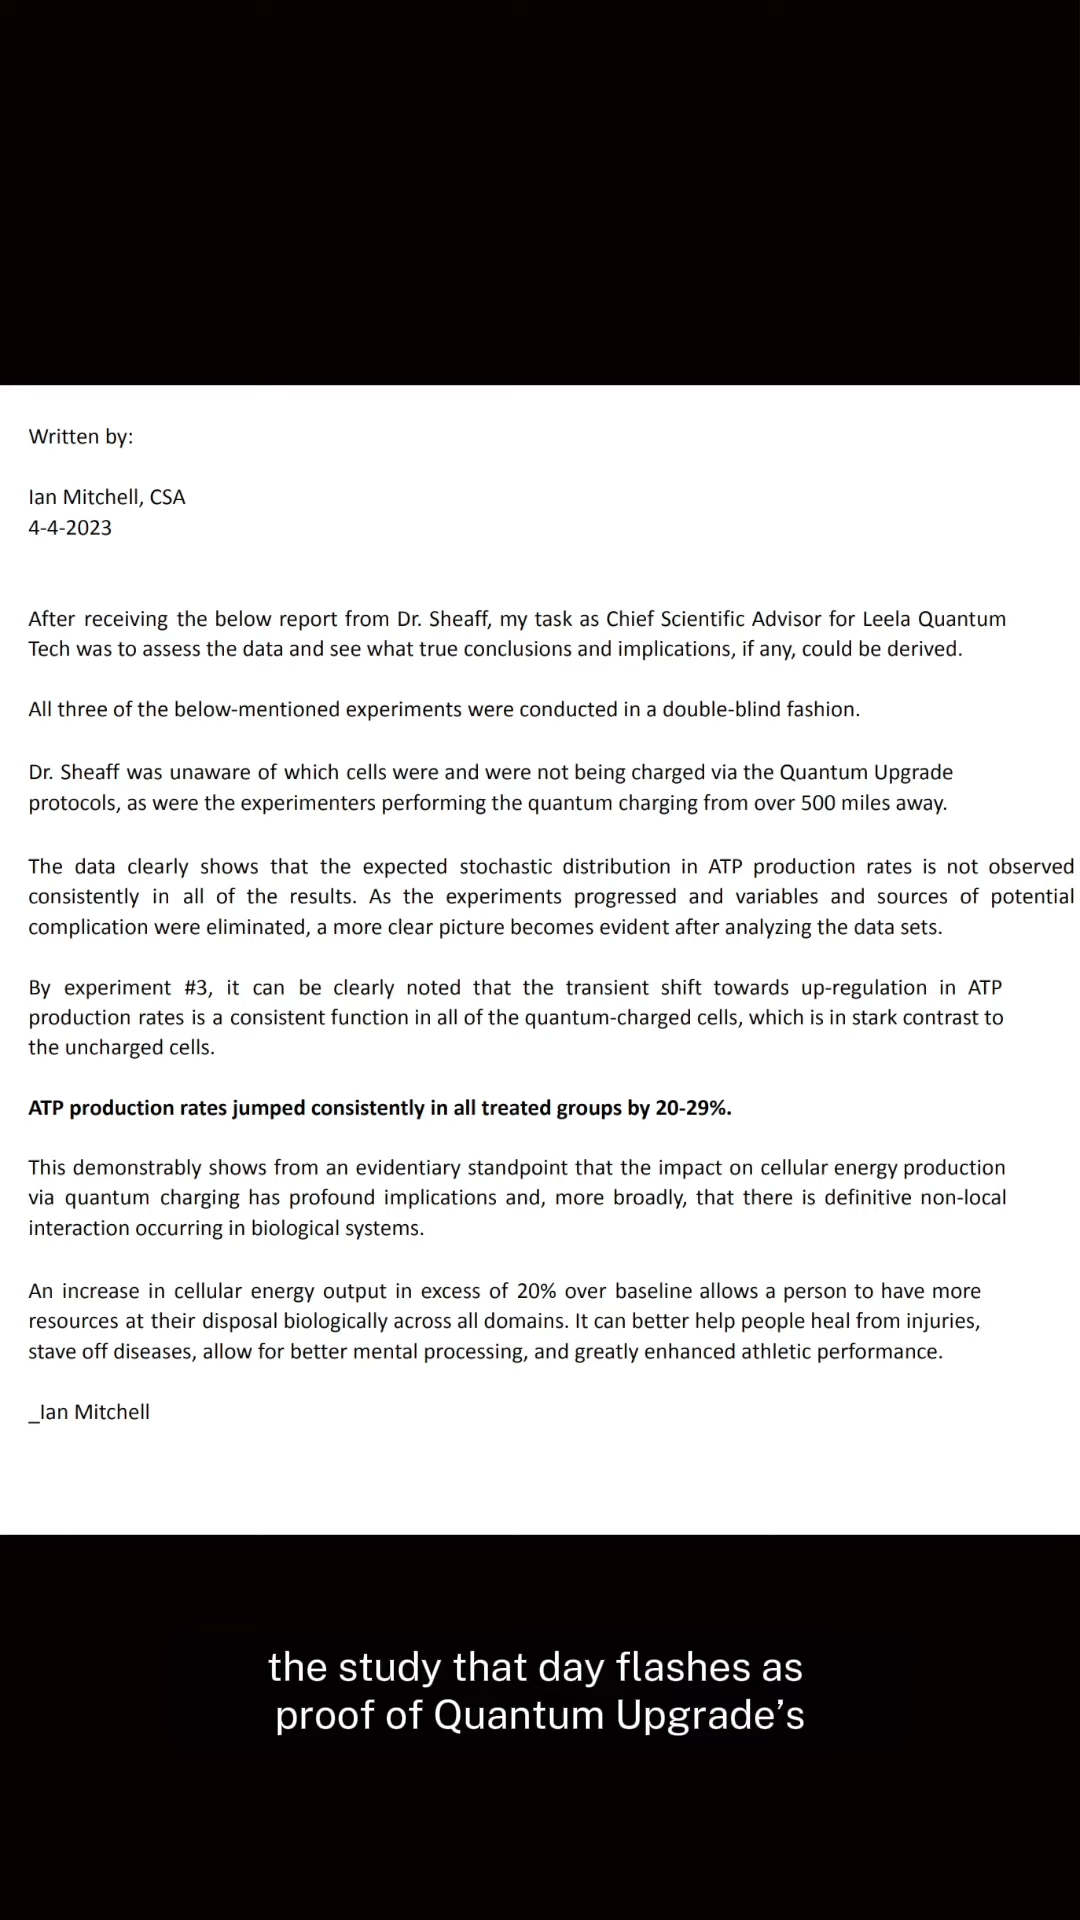 Written by:
Ian Mitchell, CSA
4-4-2023
After receiving the below report from Dr. Sheaff, my task as Chief Scientific Advisor for Leela Quantum
Tech was to assess the data and see what true conclusions and implications, if any, could be derived.
All three of the below-mentioned experiments were conducted in a double-blind fashion.
Dr. Sheaff was unaware of which cells were and were not being charged via the Quantum Upgrade
protocols, as were the experimenters performing the quantum charging from over 500 miles away.
The data clearly shows that the expected stochastic distribution in ATP production rates is not observed
consistently in all of the results. As the experiments progressed and variables and sources of potential
complication were eliminated, a more clear picture becomes evident after analyzing the data sets.
By experiment #3, it can be clearly noted that the transient shift towards up-regulation in ATP
production rates is a consistent function in all of the quantum-charged cells, which is in stark contrast to
the uncharged cells.
ATP production rates jumped consistently in all treated groups by 20-29%.
This demonstrably shows from an evidentiary standpoint that the impact on cellular energy production
via quantum charging has profound implications and, more broadly, that there is definitive non-local
interaction occurring in biological systems.
An increase in cellular energy output in excess of 20% over baseline allows a person to have more
resources at their disposal biologically across all domains. It can better help people heal from injuries,
stave off diseases, allow for better mental processing, and greatly enhanced athletic performance.
_Ian Mitchell
the study that day flashes as
proof of Quantum Upgrade’s